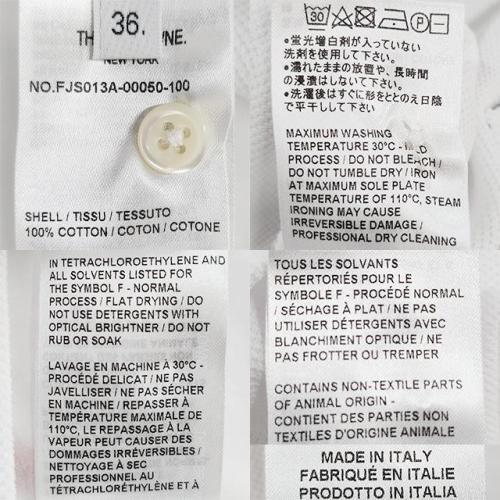 36.
NE.
NEW YORK
NO.FJS013A-00050-100
SHELL / TISSU / TESSUTO
100% COTTON / COTON / COTONE
30 P
●蛍光増白剤が入っていない
洗剤を使用して下さい。
●濡れたままの放置や、長時間
の浸漬はしないで下さい。
●洗濯後はすぐに形をととのえ日陰
で平干しして下さい
MAXIMUM WASHING
TEMPERATURE 30°C -
PROCESS / DO NOT BLEACH /
DO NOT TUMBLE DRY / IRON
AT MAXIMUM SOLE PLATE
TEMPERATURE OF 110°C, STEAM
IRONING MAY CAUSE
IRREVERSIBLE DAMAGE /
PROFESSIONAL DRY CLEANING
IN TETRACHLOROETHYLENE AND
ALL SOLVENTS LISTED FOR
THE SYMBOL F - NORMAL
PROCESS / FLAT DRYING / DO
NOT USE DETERGENTS WITH
OPTICAL BRIGHTNER / DO NOT
RUB OR SOAK
LAVAGE EN MACHINE À 30°C -
PROCÉDÉ DELICAT / NE PAS
JAVELLISER / NE PAS SÉCHER
EN MACHINE / REPASSER À
TEMPÉRATURE MAXIMALE DE
110°C, LE REPASSAGE À LA
VAPEUR PEUT CAUSER DES
DOMMAGES IRRÉVERSIBLES /
NETTOYAGE À SEC
PROFESSIONNEL AU
TÉTRACHLORÉTHYLÈNE ET À
TOUS LES SOLVANTS
RÉPERTORIÉS POUR LE
SYMBOLE F - PROCÉDÉ NORMAL
/ SÉCHAGE À PLAT / NE PAS
UTILISER DÉTERGENTS AVEC
BLANCHIMENT OPTIQUE / NE
PAS FROTTER OU TREMPER
CONTAINS NON-TEXTILE PARTS
OF ANIMAL ORIGIN -
CONTIENT DES PARTIES NON
TEXTILES D'ORIGINE ANIMALE
MADE IN ITALY
FABRIQUÉ EN ITALIE
PRODOTTO IN ITALIA